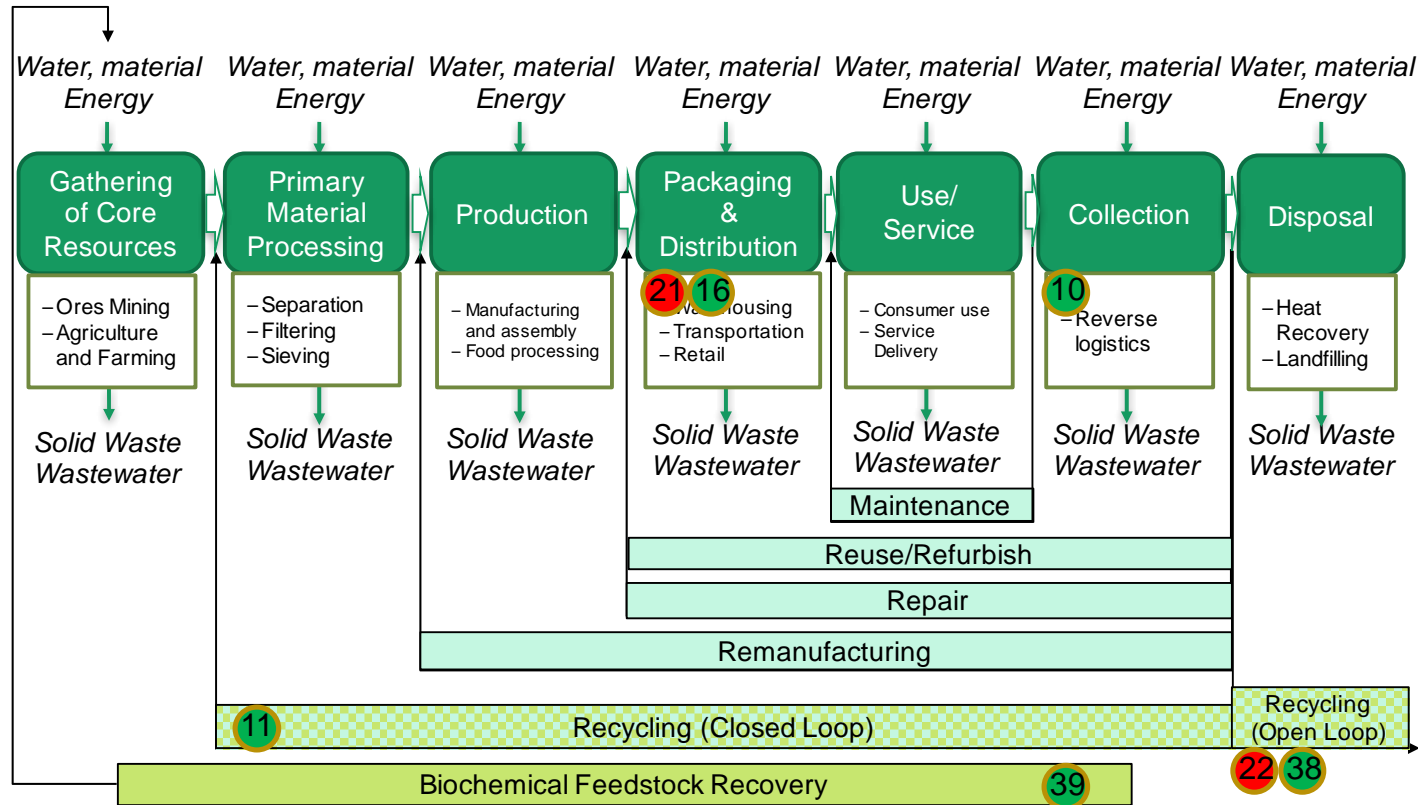 Water, material
Energy
Water, material
Energy
Water, material
Energy
Water, material
Energy
Water, material
Energy
Water, material
Energy
Water, material
Energy
Gathering
of Core
Resources
Primary
Material
Processing
Production
Packaging
&
Distribution
Use/
Service
Collection
Disposal
– Ores Mining
– Agriculture
and Farming
– Separation
– Filtering
– Sieving
– Manufacturing
and assembly
– Food processing
21
16
– Warehousing
– Transportation
– Retail
– Consumer use
– Service
Delivery
10
– Reverse
logistics
– Heat
Recovery
– Landfilling
Solid Waste
Wastewater
Solid Waste
Wastewater
Solid Waste
Wastewater
Solid Waste
Wastewater
Solid Waste
Wastewater
Solid Waste
Wastewater
Solid Waste
Wastewater
Maintenance
Reuse/Refurbish
Repair
Remanufacturing
11
Recycling (Closed Loop)
Recycling
(Open Loop)
22
38
Biochemical Feedstock Recovery
39